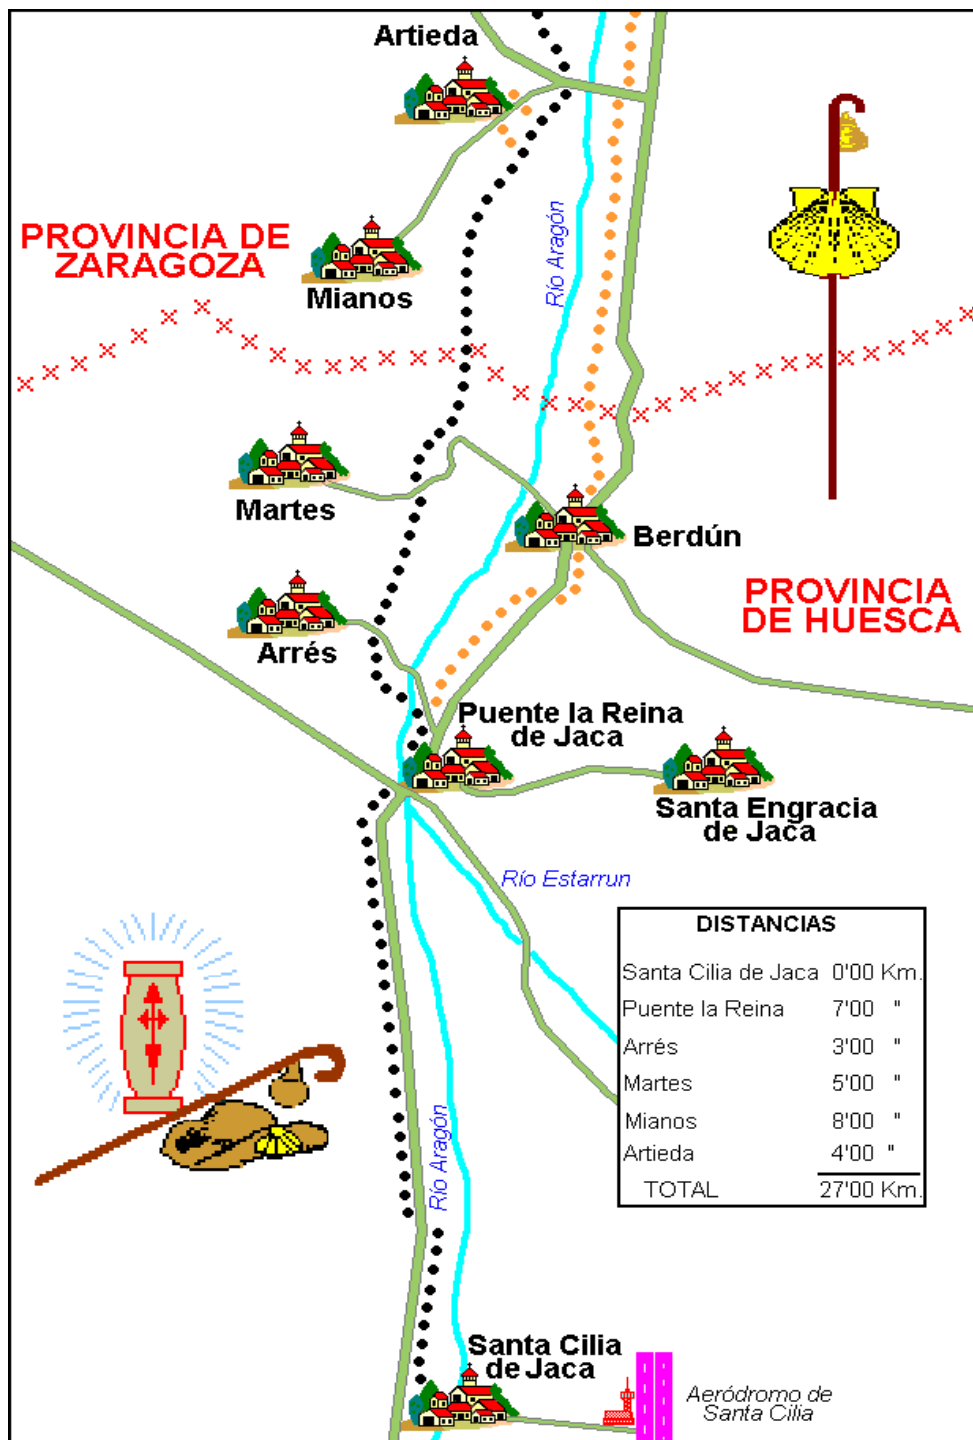 Artieda
Río Aragón
PROVINCIA DE
ZARAGOZA
Mianos
Martes
Berdún
PROVINCIA
DE HUESCA
Arrés
Puente la Reina
de Jaca
Santa Engracia
de Jaca
Río Estarrun
DISTANCIAS
Santa Cilia de Jaca 0'00 Km.
Puente la Reina 7'00 "
Arrés 3'00 "
Martes 5'00 "
Mianos 8'00 "
Artieda 4'00 "
TOTAL 27'00 Km.
Río Aragón
Santa Cilia
de Jaca
Aeródromo de
Santa Cilia